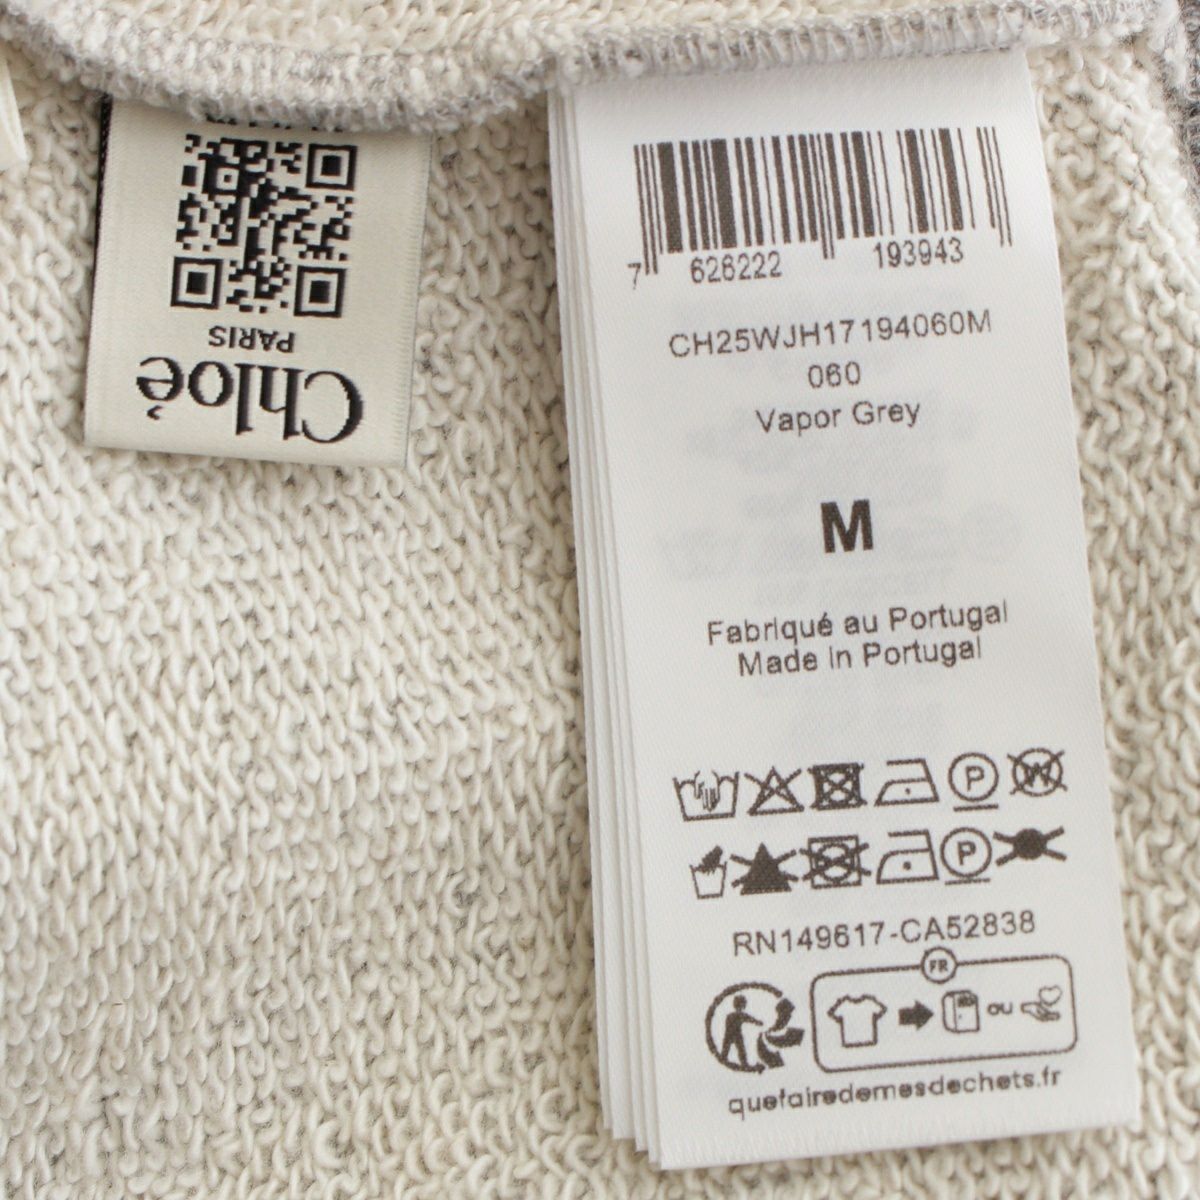 Chloé
PARIS
7 626222 193943
CH25WJH17194060M
060
Vapor Grey
M
Fabriqué au Portugal
Made in Portugal
P
W
P
RN149617-CA52838
FR
ou
quefairedemesdechets.fr